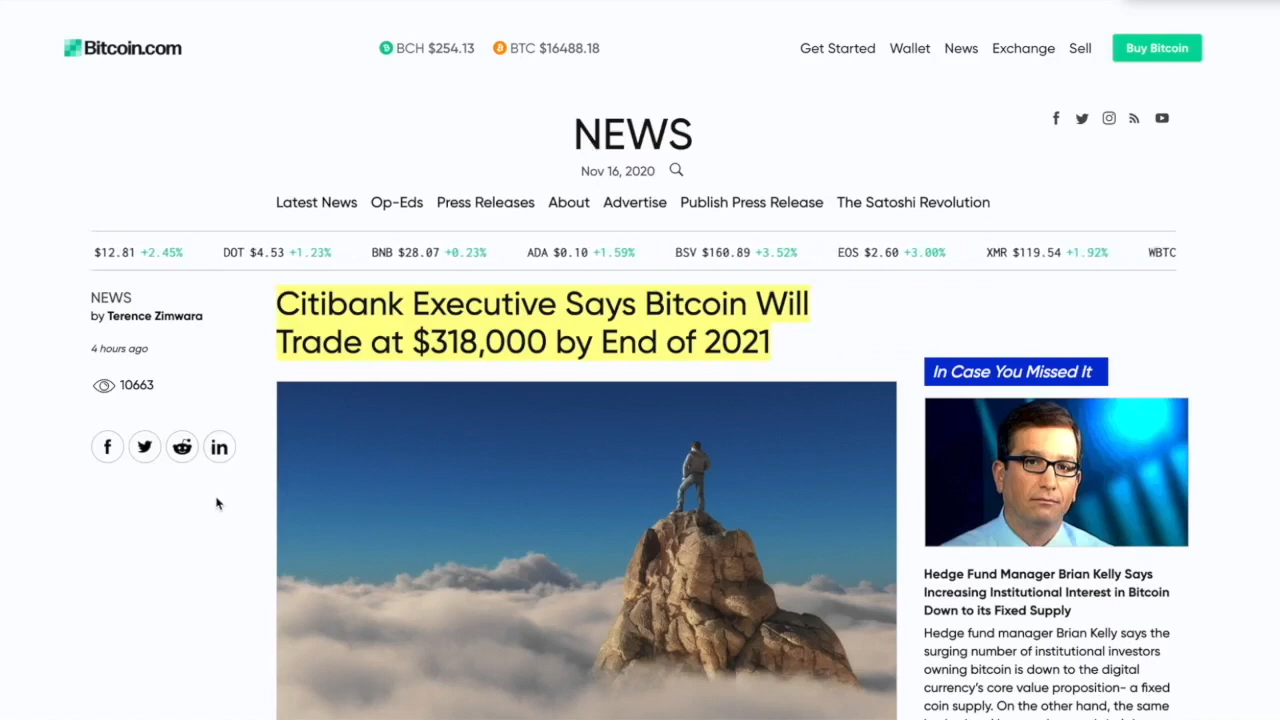 Bitcoin.com
BCH $254.13
BTC $16488.18
Get Started
Wallet
News
Exchange
Sell
Buy Bitcoin
NEWS
Nov 16, 2020
Latest News
Op-Eds
Press Releases
About
Advertise
Publish Press Release
The Satoshi Revolution
$12.81 +2.45%
DOT $4.53 +1.23%
BNB $28.07 +0.23%
ADA $0.10 +1.59%
BSV $160.89 +3.52%
EOS $2.60 +3.00%
XMR $119.54 +1.92%
WBTC
NEWS
by Terence Zimwara
4 hours ago
10663
Citibank Executive Says Bitcoin Will
Trade at $318,000 by End of 2021
In Case You Missed It
Hedge Fund Manager Brian Kelly Says
Increasing Institutional Interest in Bitcoin
Down to its Fixed Supply
Hedge fund manager Brian Kelly says the
surging number of institutional investors
owning bitcoin is down to the digital
currency's core value proposition- a fixed
coin supply. On the other hand, the same